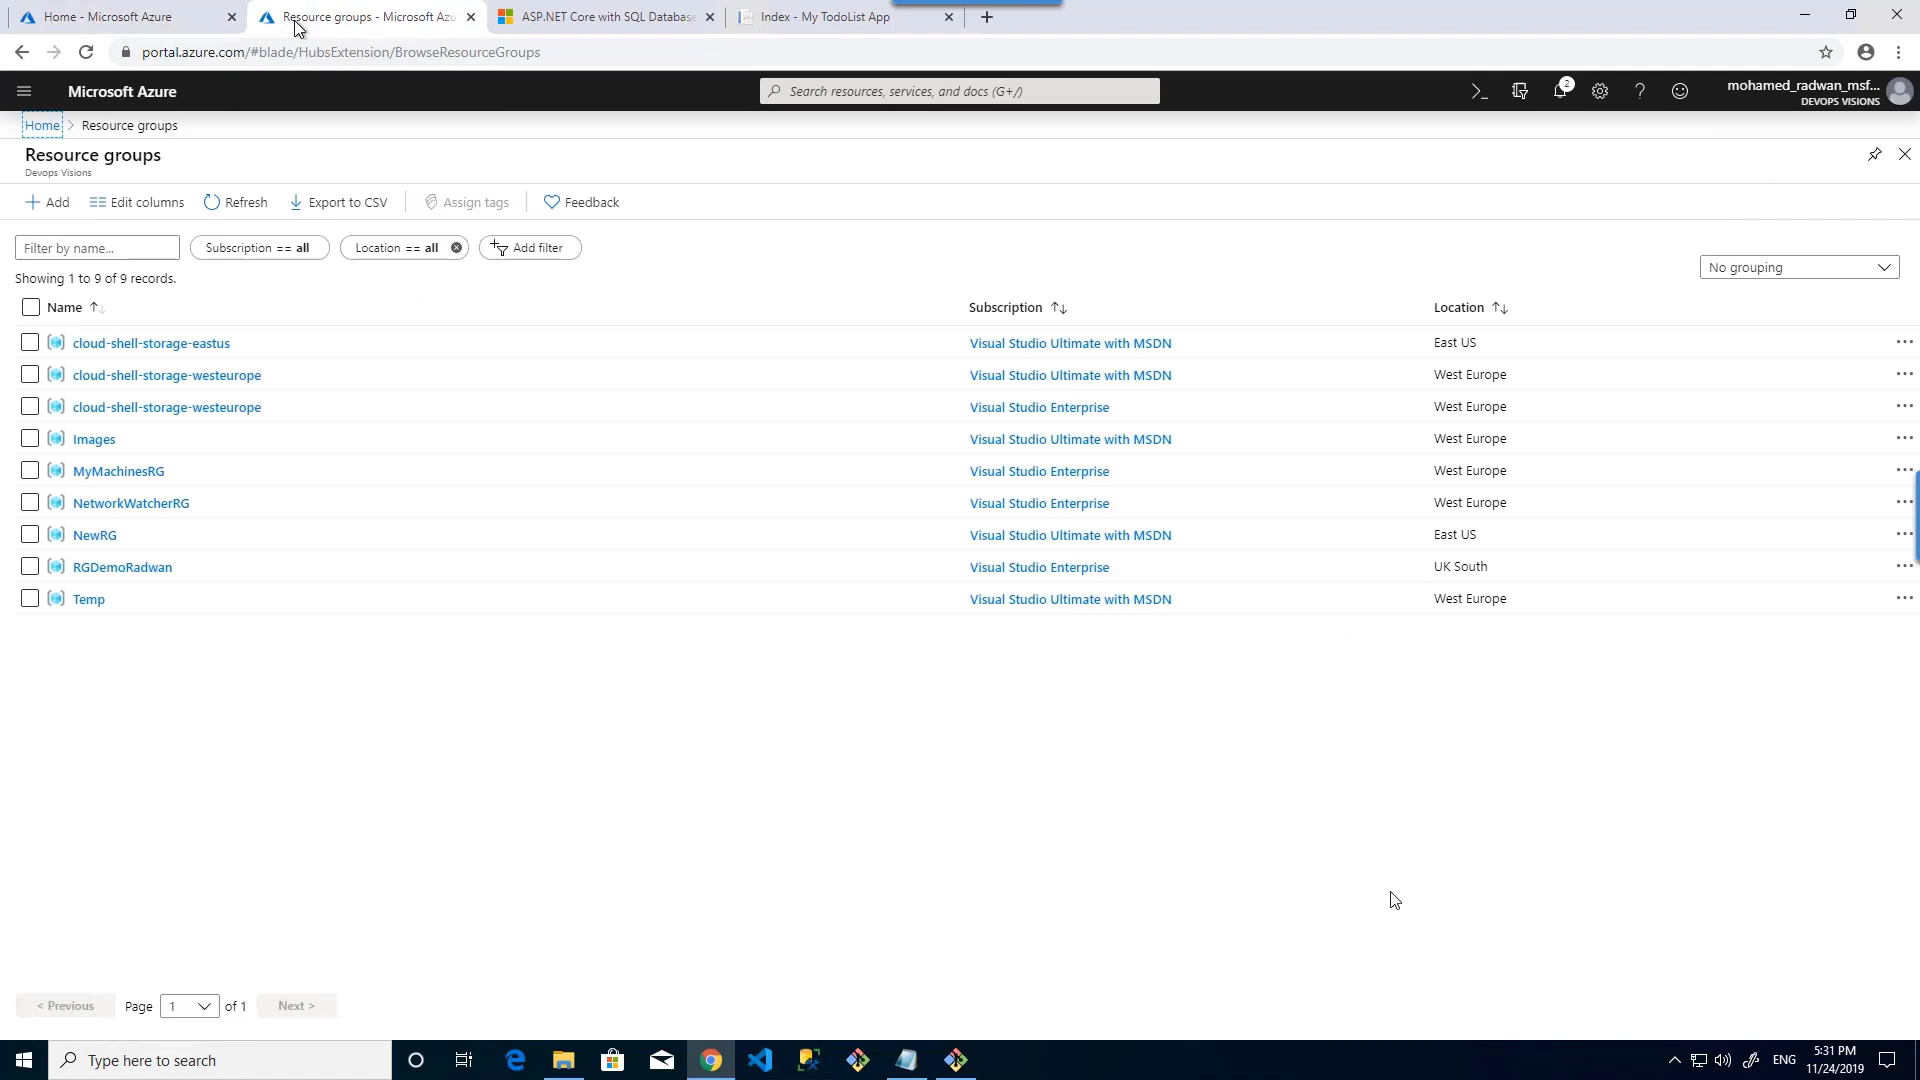 Home - Microsoft Azure
Resource groups - Microsoft Azu
ASP.NET Core with SQL Database
Index - My TodoList App
portal.azure.com/#blade/HubsExtension/BrowseResourceGroups
Microsoft Azure
Search resources, services, and docs (G+/)
2
mohamed_radwan_msf...
DEVOPS VISIONS
Home > Resource groups
Resource groups
Devops Visions
Add
Edit columns
Refresh
Export to CSV
Assign tags
Feedback
Filter by name...
Subscription == all
Location == all
Add filter
Showing 1 to 9 of 9 records.
No grouping
Name Subscription Location
cloud-shell-storage-eastus Visual Studio Ultimate with MSDN East US
cloud-shell-storage-westeurope Visual Studio Ultimate with MSDN West Europe
cloud-shell-storage-westeurope Visual Studio Enterprise West Europe
Images Visual Studio Ultimate with MSDN West Europe
MyMachinesRG Visual Studio Enterprise West Europe
NetworkWatcherRG Visual Studio Enterprise West Europe
NewRG Visual Studio Ultimate with MSDN East US
RGDemoRadwan Visual Studio Enterprise UK South
Temp Visual Studio Ultimate with MSDN West Europe
< Previous Page 1 of 1 Next >
Type here to search
ENG
5:31 PM
11/24/2019